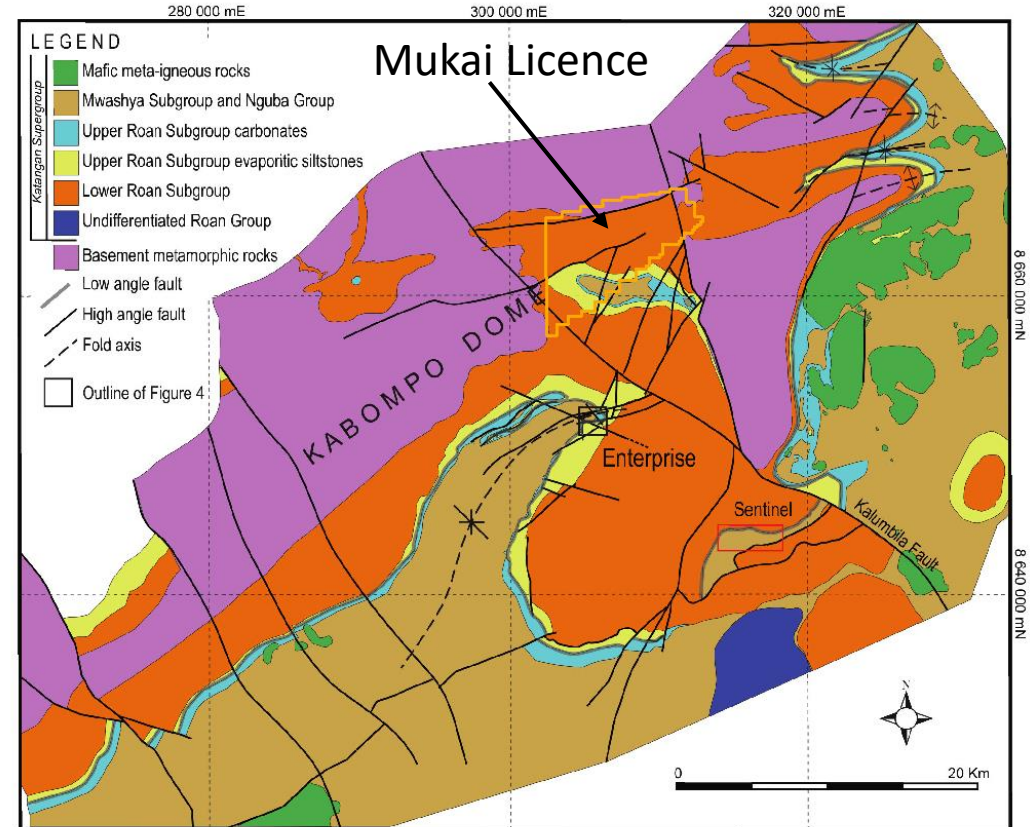 280 000 mE
300 000 mE
320 000 mE
LEGEND
Katangan Supergroup
Mafic meta-igneous rocks
Mwashya Subgroup and Nguba Group
Upper Roan Subgroup carbonates
Upper Roan Subgroup evaporitic siltstones
Lower Roan Subgroup
Undifferentiated Roan Group
Basement metamorphic rocks
Low angle fault
High angle fault
Fold axis
Outline of Figure 4
Mukai Licence
8 660 000 mN
KABOMPO DOME
Enterprise
Sentinel
Kalumbila Fault
8 640 000 mN
N
0
20 Km